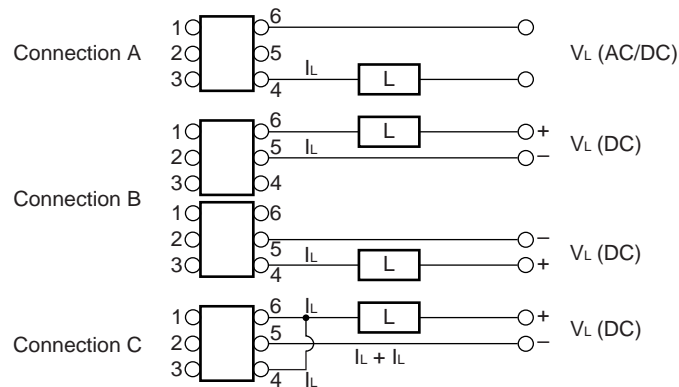 1 6
Connection A 2 5 VL (AC/DC)
3 4 IL L
1 6 L +
2 5 IL − VL (DC)
3 4
Connection B
1 6
2 5 −
3 4 IL L + VL (DC)
1 6 IL L +
Connection C 2 5 − VL (DC)
IL + IL
3 4 IL